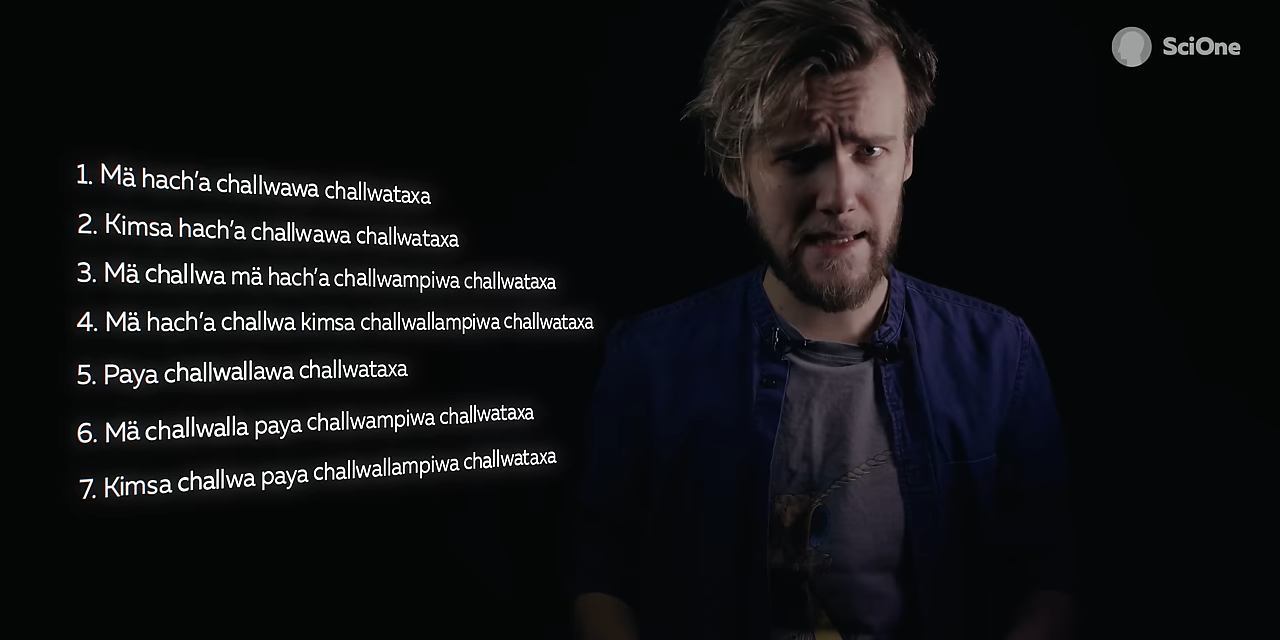 SciOne
1. Mä hach'a challwawa challwataxa
2. Kimsa hach'a challwawa challwataxa
3. Mä challwa mä hach'a challwampiwa challwataxa
4. Mä hach'a challwa kimsa challwallampiwa challwataxa
5. Paya challwallawa challwataxa
6. Mä challwalla paya challwampiwa challwataxa
7. Kimsa challwa paya challwallampiwa challwataxa